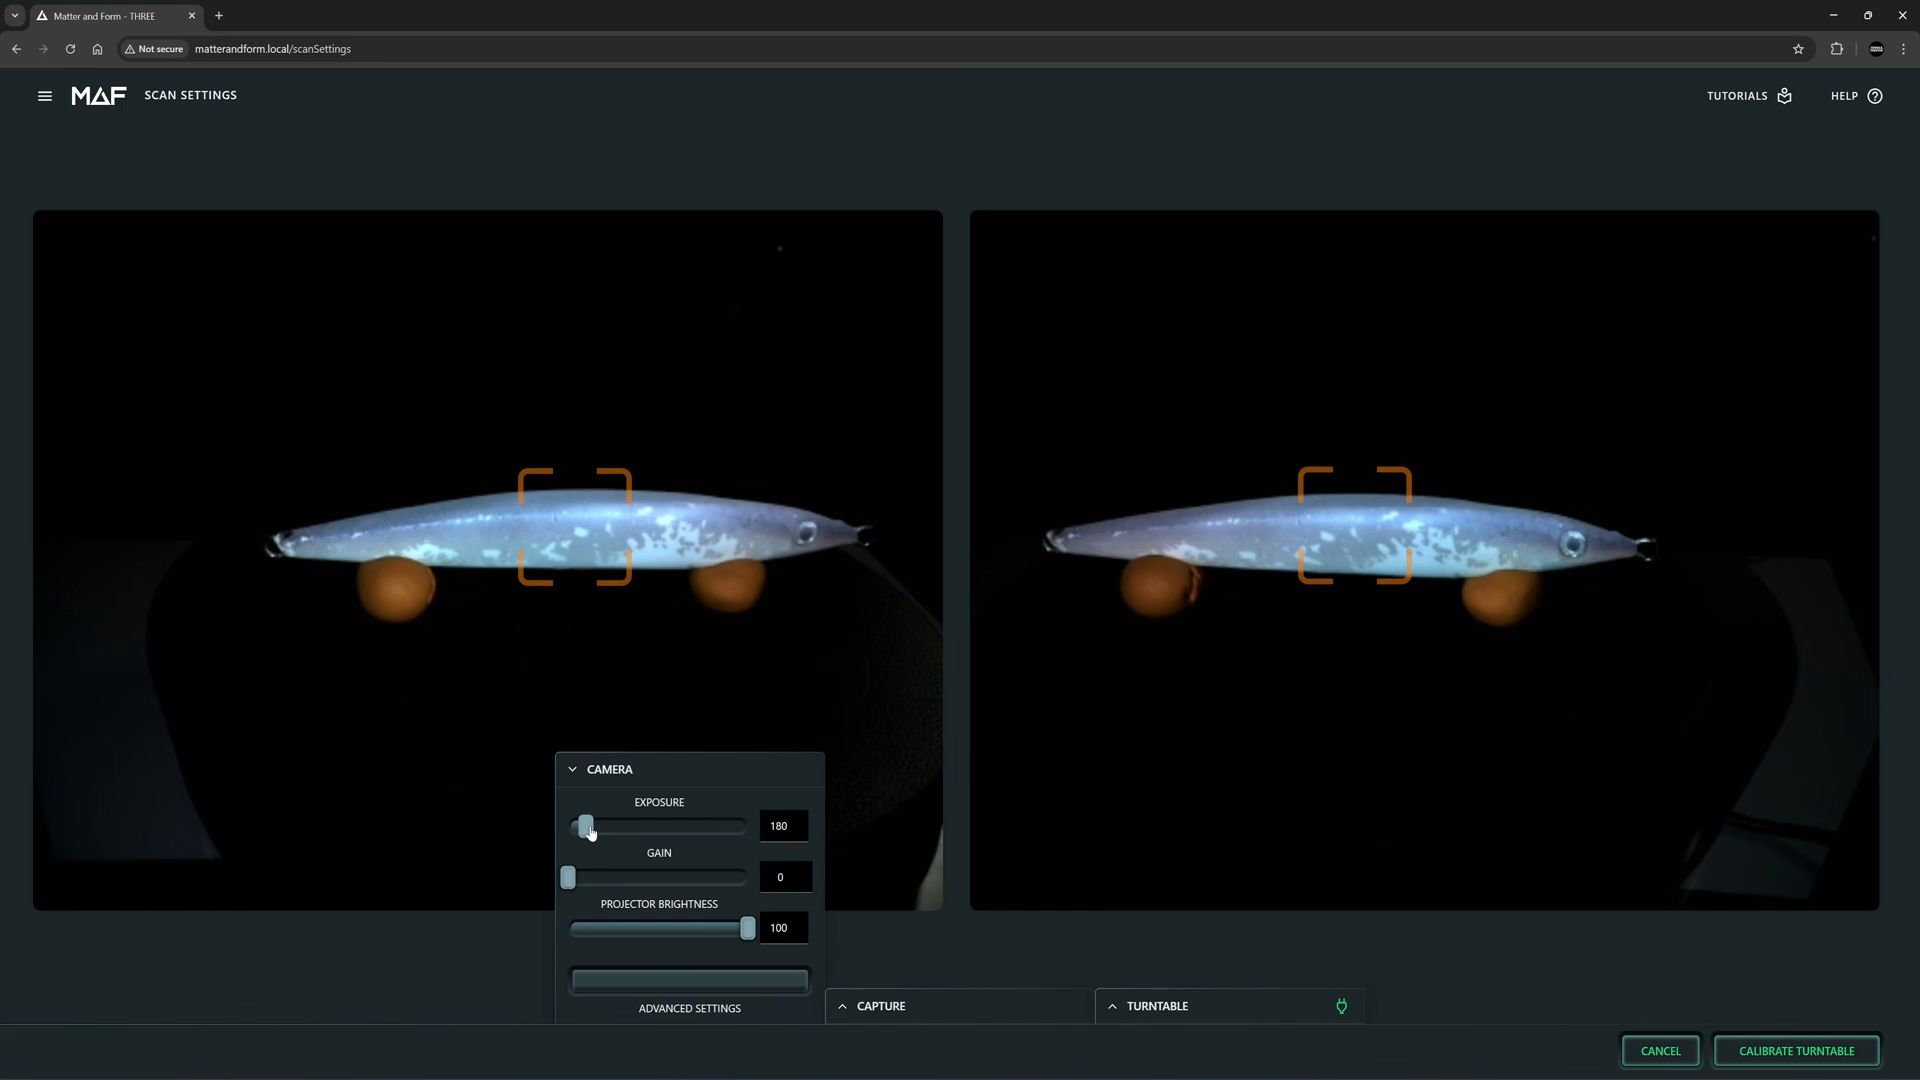 Matter and Form - THREE
Not secure
matterandform.local/scanSettings
MAF
SCAN SETTINGS
TUTORIALS
HELP
CAMERA
EXPOSURE
180
GAIN
0
PROJECTOR BRIGHTNESS
100
ADVANCED SETTINGS
CAPTURE
TURNTABLE
CANCEL
CALIBRATE TURNTABLE